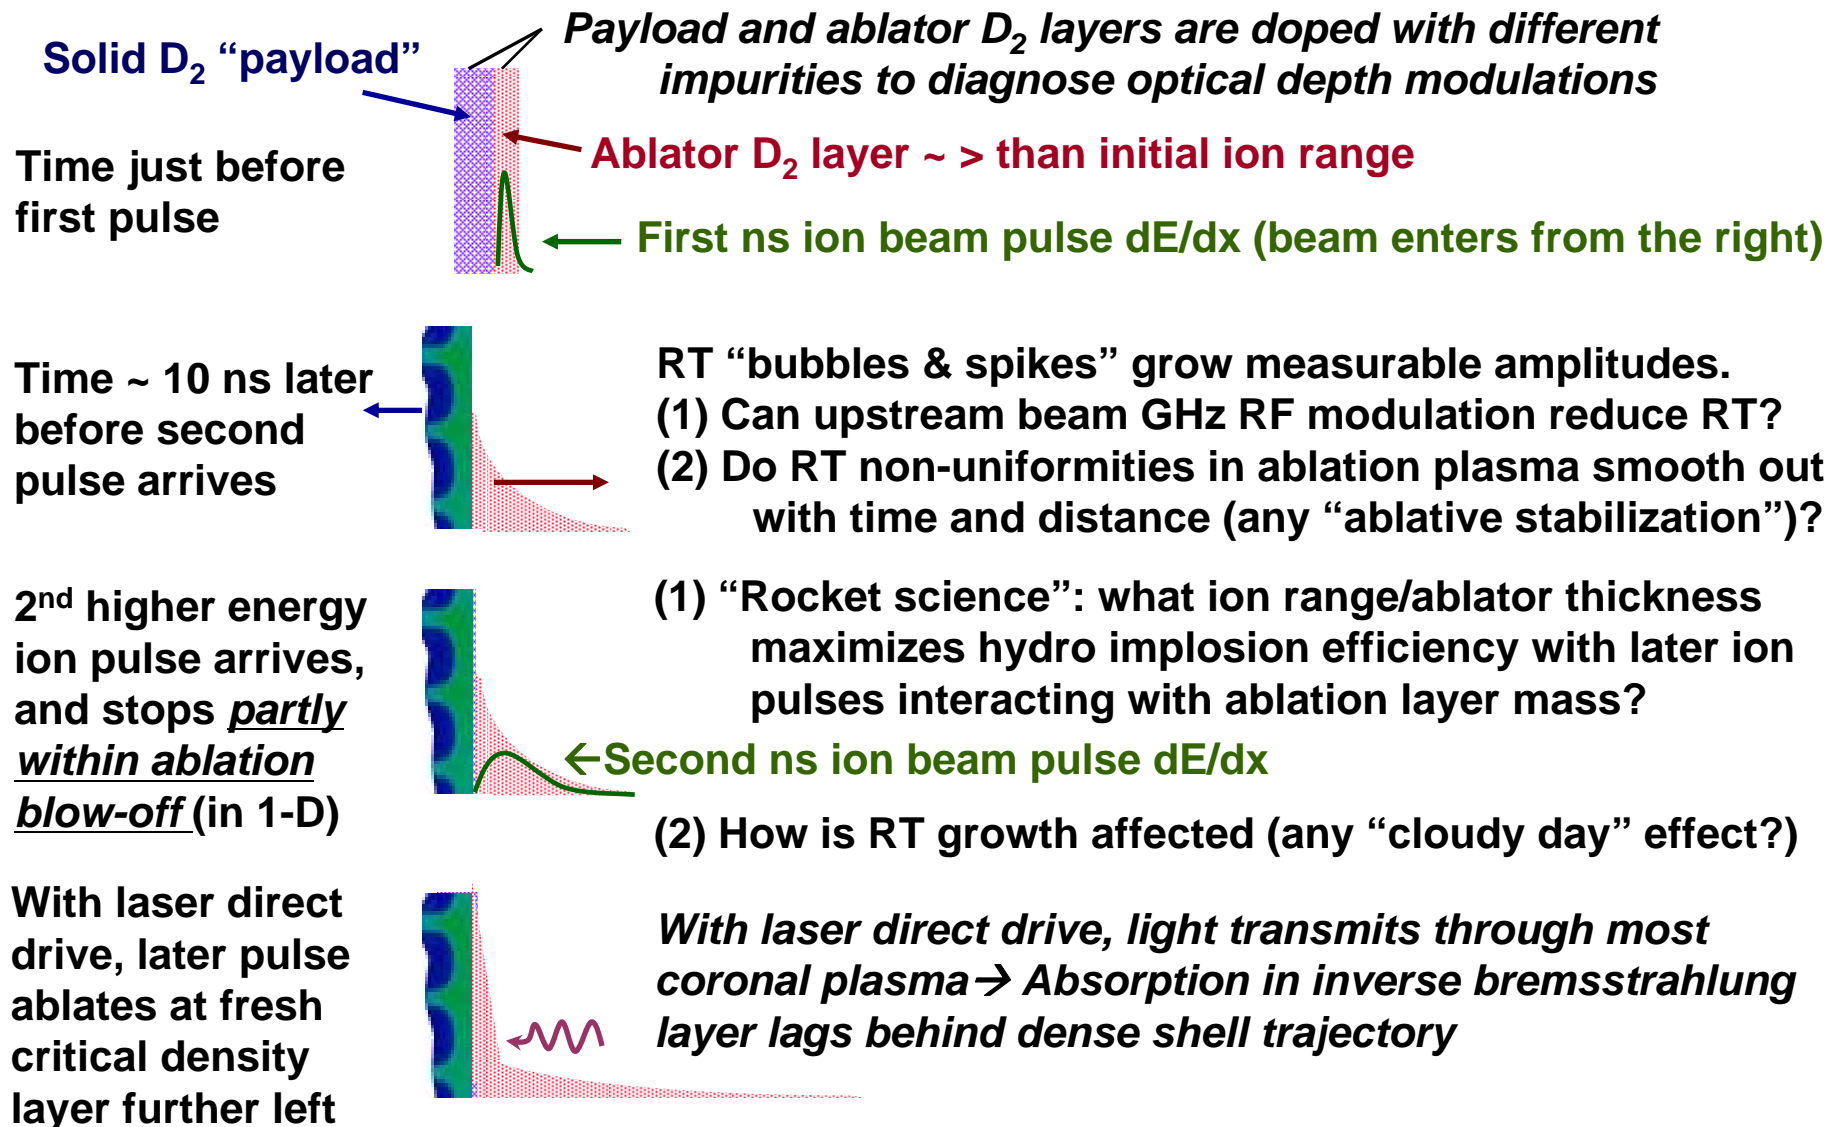 Solid D₂ “payload”
Payload and ablator D₂ layers are doped with different
impurities to diagnose optical depth modulations
Time just before
first pulse
Ablator D₂ layer ~ > than initial ion range
First ns ion beam pulse dE/dx (beam enters from the right)
Time ~ 10 ns later
before second
pulse arrives
RT “bubbles & spikes” grow measurable amplitudes.
(1) Can upstream beam GHz RF modulation reduce RT?
(2) Do RT non-uniformities in ablation plasma smooth out
with time and distance (any “ablative stabilization”)?
2ⁿᵈ higher energy
ion pulse arrives,
and stops partly
within ablation
blow-off (in 1-D)
(1) “Rocket science”: what ion range/ablator thickness
maximizes hydro implosion efficiency with later ion
pulses interacting with ablation layer mass?
←Second ns ion beam pulse dE/dx
(2) How is RT growth affected (any “cloudy day” effect?)
With laser direct
drive, later pulse
ablates at fresh
critical density
layer further left
With laser direct drive, light transmits through most
coronal plasma→ Absorption in inverse bremsstrahlung
layer lags behind dense shell trajectory